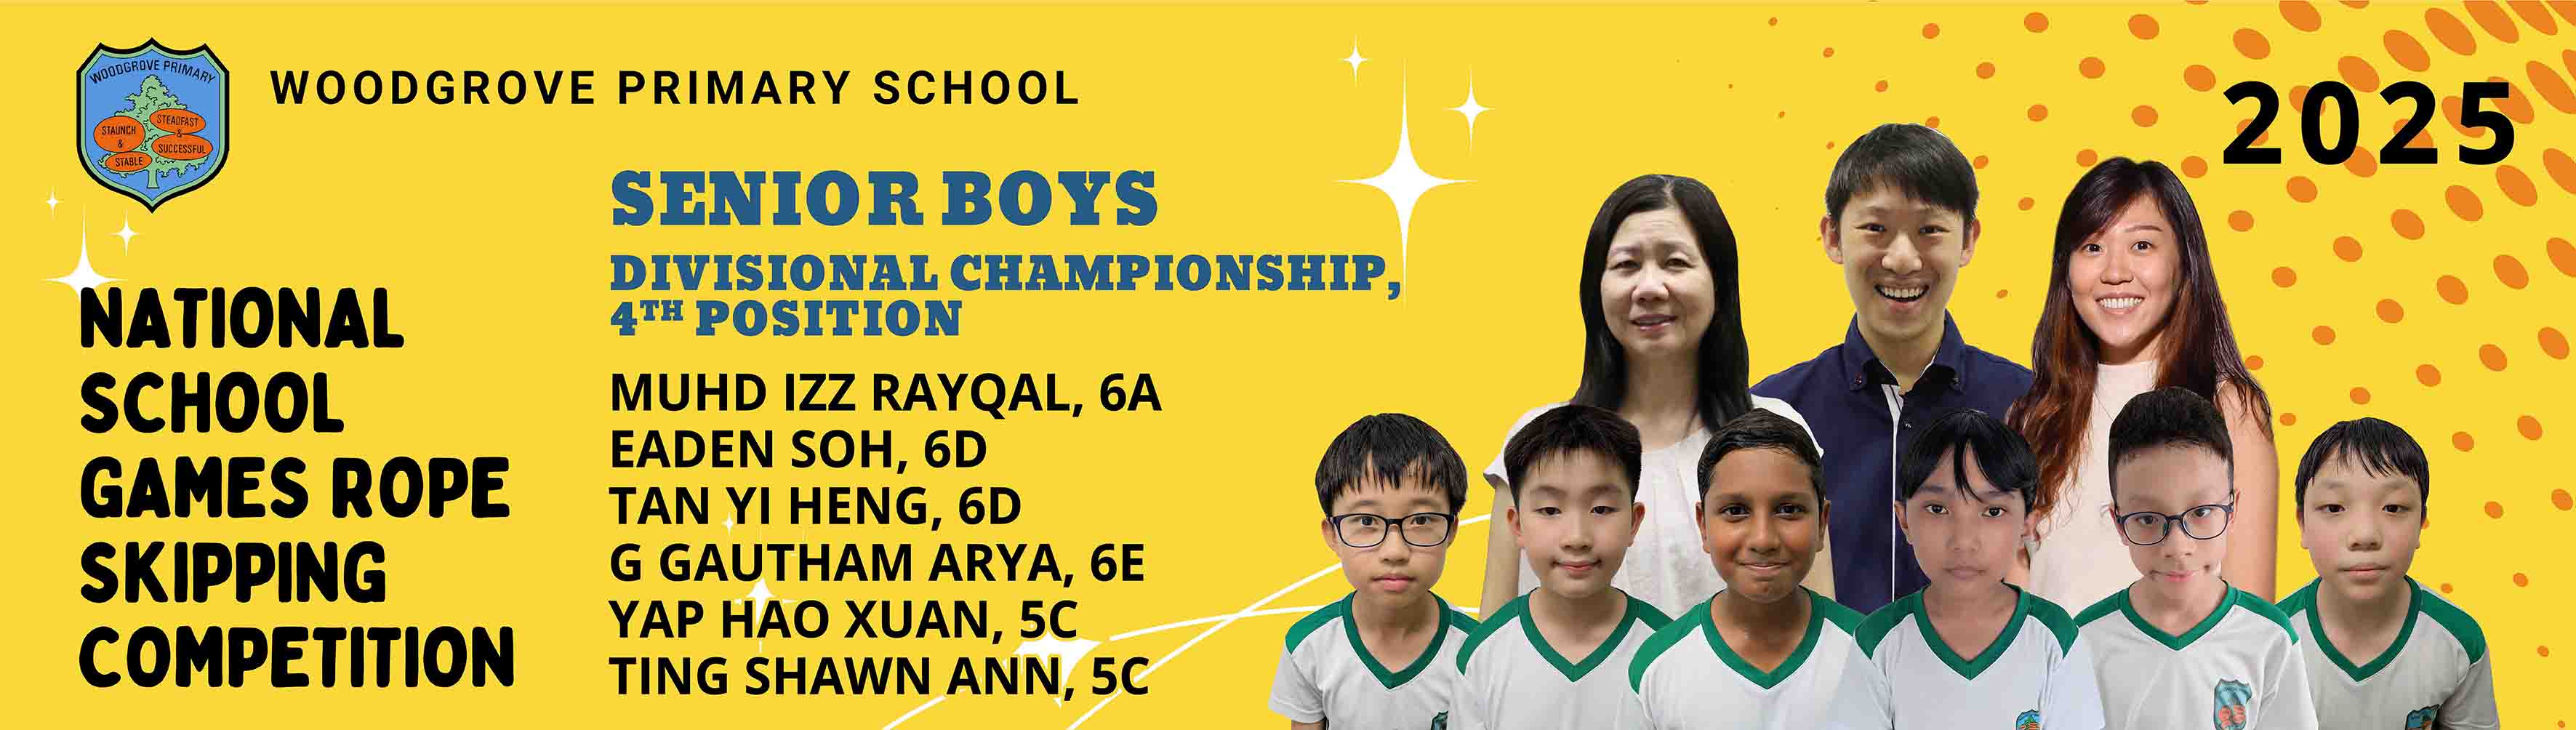 WOODGROVE PRIMARY
STAUNCH
&
STABLE
STEADFAST
&
SUCCESSFUL
WOODGROVE PRIMARY SCHOOL
2025
NATIONAL
SCHOOL
GAMES ROPE
SKIPPING
COMPETITION
SENIOR BOYS
DIVISIONAL CHAMPIONSHIP,
4TH POSITION
MUHD IZZ RAYQAL, 6A
EADEN SOH, 6D
TAN YI HENG, 6D
G GAUTHAM ARYA, 6E
YAP HAO XUAN, 5C
TING SHAWN ANN, 5C